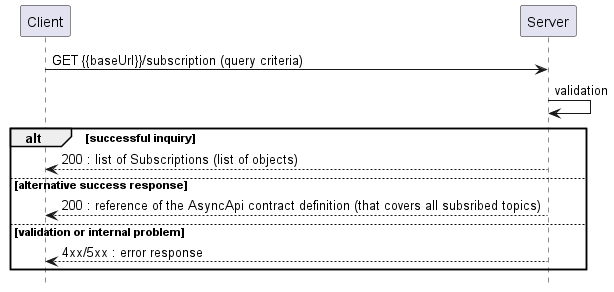 Client
Server
GET {{baseUrl}}/subscription (query criteria)
validation
alt [successful inquiry]
200 : list of Subscriptions (list of objects)
[alternative success response]
200 : reference of the AsyncApi contract definition (that covers all subsribed topics)
[validation or internal problem]
4xx/5xx : error response